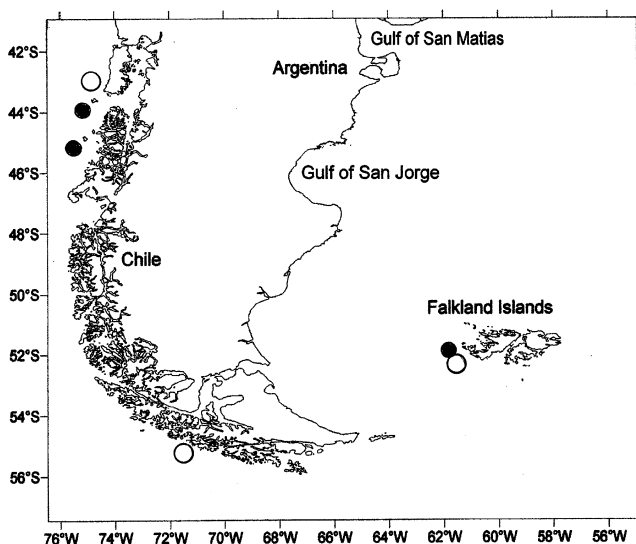 42°S
44°S
46°S
48°S
50°S
52°S
54°S
56°S
Gulf of San Matias
Argentina
Gulf of San Jorge
Chile
Falkland Islands
76°W 74°W 72°W 70°W 68°W 66°W 64°W 62°W 60°W 58°W 56°W